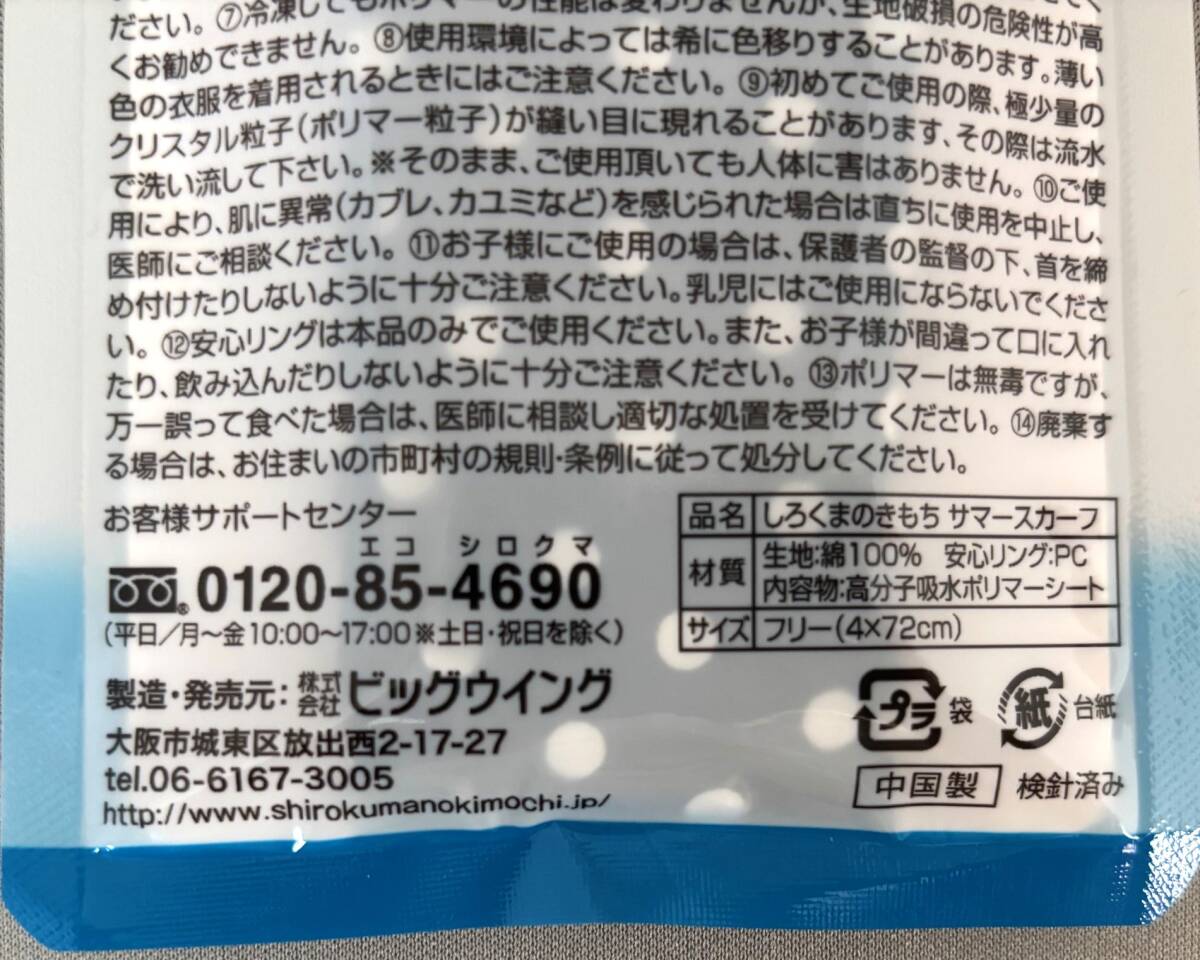 ださい。⑦冷凍してもポリマーの性能は変わりませんが、生地破損の危険性が高
くお勧めできません。⑧使用環境によっては希に色移りすることがあります。薄い
色の衣服を着用されるときにはご注意ください。⑨初めてご使用の際、極少量の
クリスタル粒子(ポリマー粒子)が縫い目に現れることがあります、その際は流水
で洗い流して下さい。※そのまま、ご使用頂いても人体に害はありません。⑩ご使
用により、肌に異常(カブレ、カユミなど)を感じられた場合は直ちに使用を中止し、
医師にご相談ください。⑪お子様にご使用の場合は、保護者の監督の下、首を締
め付けたりしないように十分ご注意ください。乳児にはご使用にならないでくださ
い。⑫安心リングは本品のみでご使用ください。また、お子様が間違って口に入れ
たり、飲み込んだりしないように十分ご注意ください。⑬ポリマーは無毒ですが、
万一誤って食べた場合は、医師に相談し適切な処置を受けてください。⑭廃棄す
る場合は、お住まいの市町村の規則・条例に従って処分してください。
お客様サポートセンター
エコ シロクマ
0120-85-4690
(平日/月〜金10:00〜17:00※土日・祝日を除く)
製造・発売元:株式会社ビッグウイング
大阪市城東区放出西2-17-27
tel.06-6167-3005
http://www.shirokumanokimochi.jp/
品名 しろくまのきもち サマースカーフ
材質 生地:綿100% 安心リング:PC
内容物:高分子吸水ポリマーシート
サイズ フリー(4×72cm)
プラ 袋 紙 台紙
中国製 検針済み